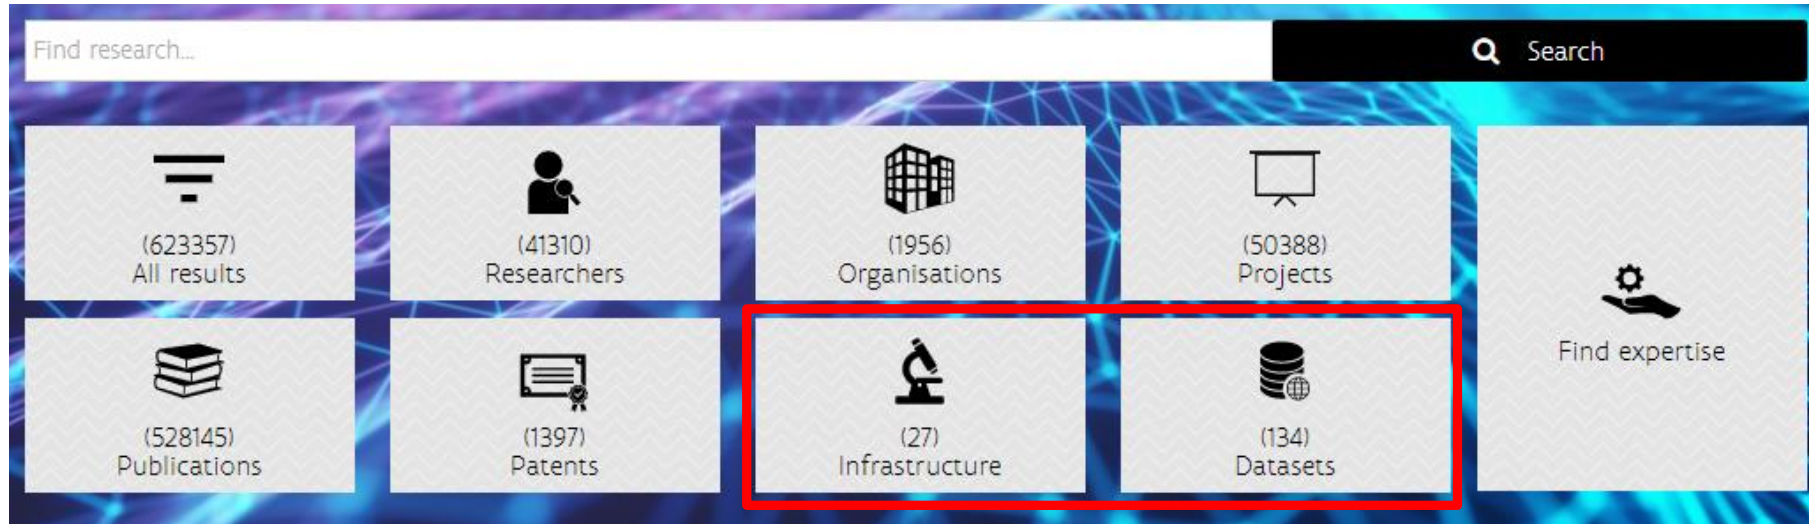 Find research...
Search
(623357)
All results
(41310)
Researchers
(1956)
Organisations
(50388)
Projects
Find expertise
(528145)
Publications
(1397)
Patents
(27)
Infrastructure
(134)
Datasets